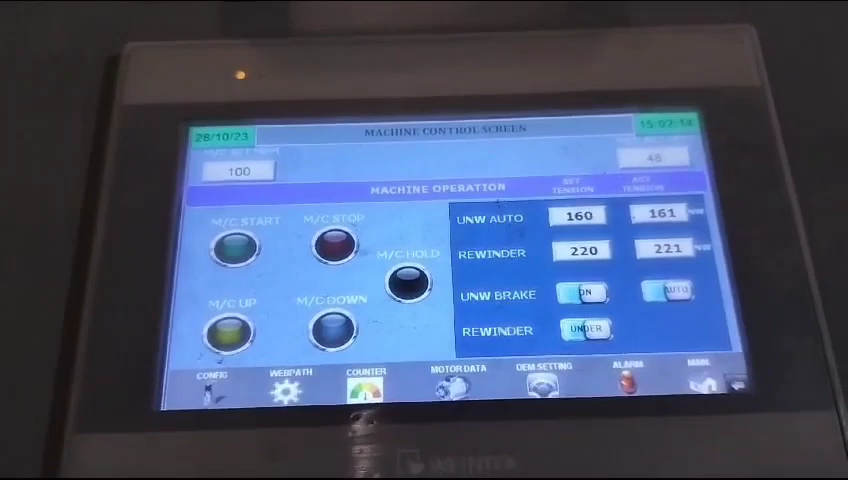 28/10/23 MACHINE CONTROL SCREEN 15:02:18
100 48
MACHINE OPERATION SET TENSION ACT TENSION
M/C START M/C STOP UNW AUTO 160 161
M/C HOLD REWINDER 220 221
M/C UP M/C DOWN UNW BRAKE ON AUTO
REWINDER UNDER
CONFIG WEBPATH COUNTER MOTOR DATA OEM SETTING ALARM MAIN